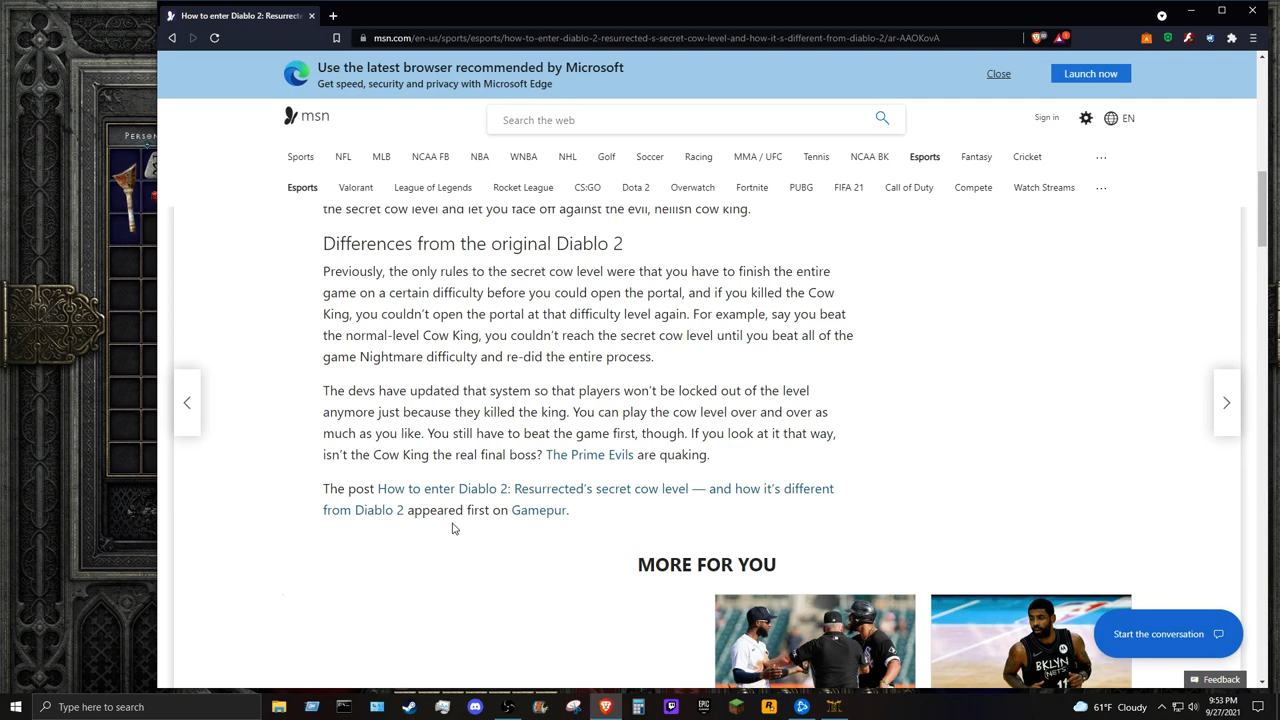 How to enter Diablo 2: Resurrecte
msn.com/en-us/sports/esports/how-to-enter-diablo-2-resurrected-s-secret-cow-level-and-how-it-s-different-from-diablo-2/ar-AAOKovA
Use the latest browser recommended by Microsoft
Get speed, security and privacy with Microsoft Edge
Close
Launch now
msn
Search the web
Sign in
EN
Sports NFL MLB NCAA FB NBA WNBA NHL Golf Soccer Racing MMA / UFC Tennis NCAA BK Esports Fantasy Cricket ...
Esports Valorant League of Legends Rocket League CS:GO Dota 2 Overwatch Fortnite PUBG FIFA 21 Call of Duty Compete Watch Streams ...
Person
the secret cow level and let you face off against the evil, hellish cow king.
Differences from the original Diablo 2
Previously, the only rules to the secret cow level were that you have to finish the entire
game on a certain difficulty before you could open the portal, and if you killed the Cow
King, you couldn't open the portal at that difficulty level again. For example, say you beat
the normal-level Cow King, you couldn't reach the secret cow level until you beat all of the
game Nightmare difficulty and re-did the entire process.
The devs have updated that system so that players won't be locked out of the level
anymore just because they killed the king. You can play the cow level over and over as
much as you like. You still have to beat the game first, though. If you look at it that way,
isn't the Cow King the real final boss? The Prime Evils are quaking.
The post How to enter Diablo 2: Resurrected's secret cow level — and how it's different
from Diablo 2 appeared first on Gamepur.
MORE FOR YOU
BKLYN
NETS
11
Start the conversation
Feedback
Type here to search
61°F Cloudy
9:53 PM
9/27/2021